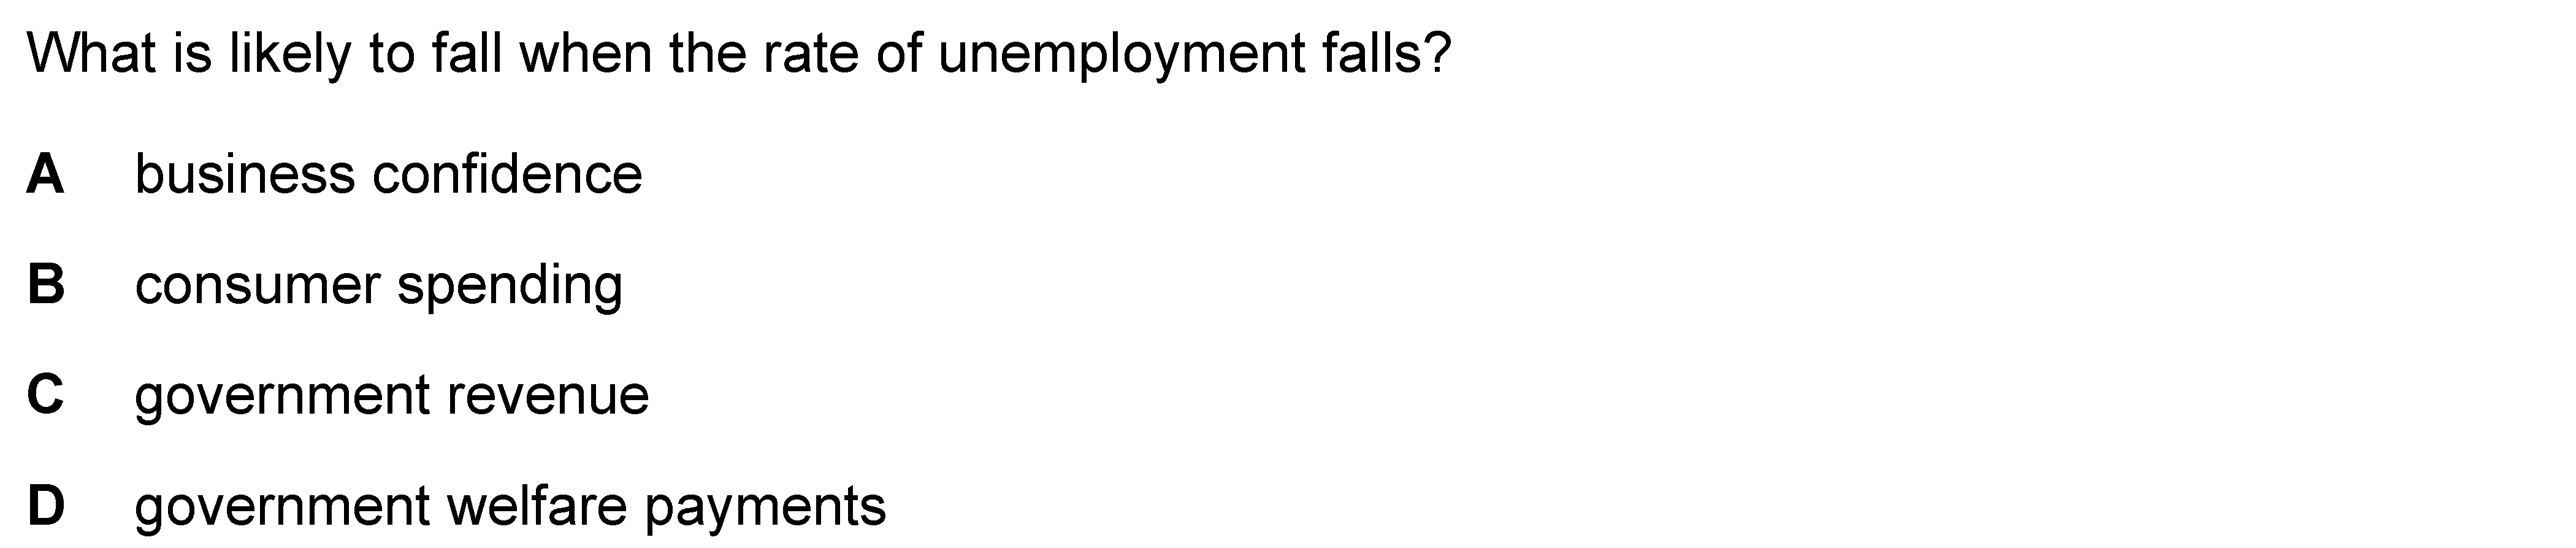 What is likely to fall when the rate of unemployment falls?
A business confidence
B consumer spending
C government revenue
D government welfare payments